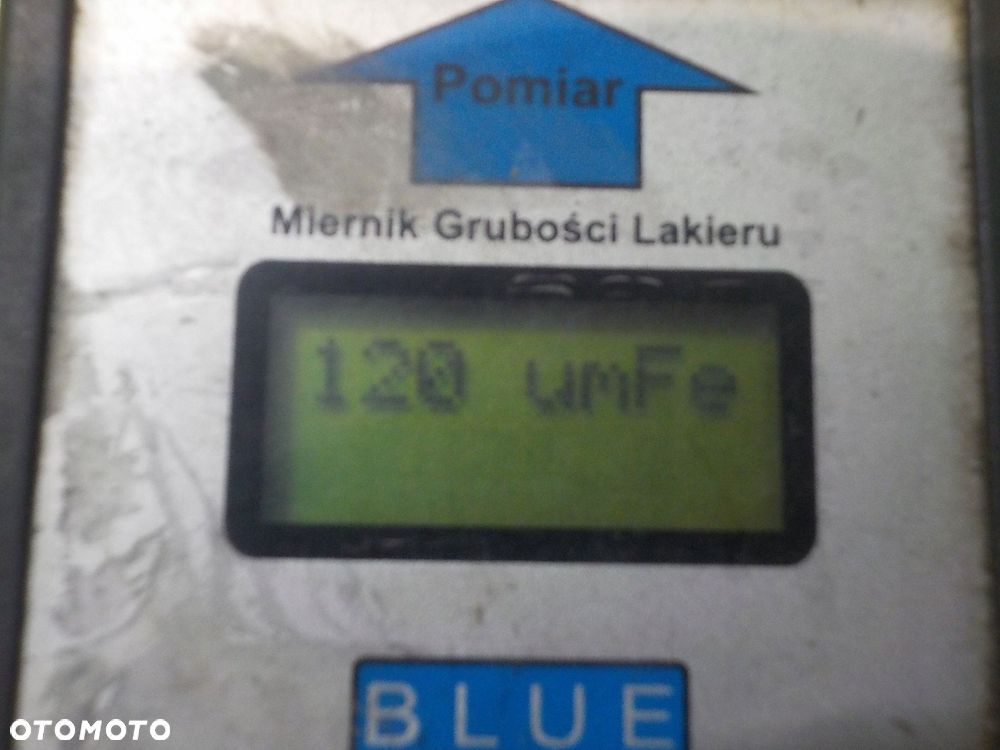 Pomiar
Miernik Grubości Lakieru
120 umFe
BLUE
OTOMOTO